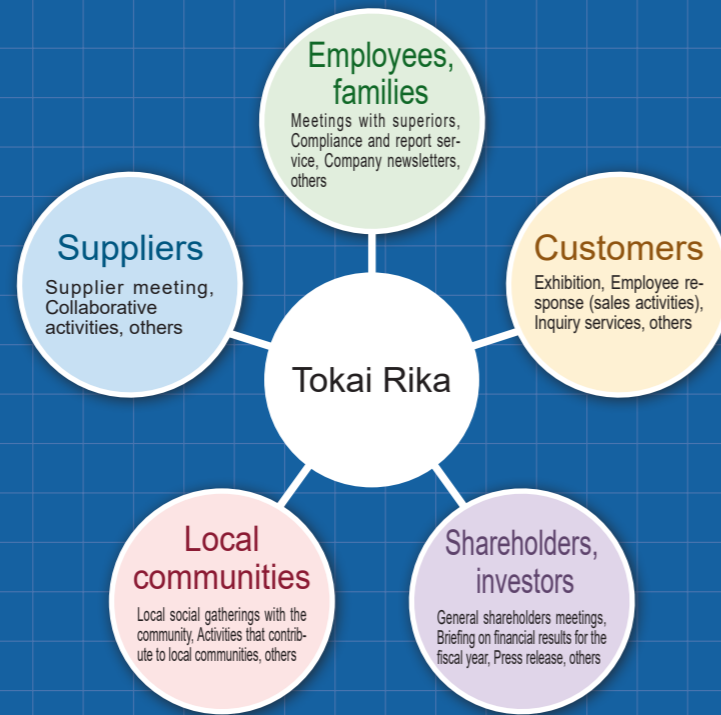 Employees,
families
Meetings with superiors,
Compliance and report ser-
vice, Company newsletters,
others
Suppliers
Supplier meeting,
Collaborative
activities, others
Customers
Exhibition, Employee re-
sponse (sales activities),
Inquiry services, others
Tokai Rika
Local
communities
Local social gatherings with the
community, Activities that contrib-
ute to local communities, others
Shareholders,
investors
General shareholders meetings,
Briefing on financial results for the
fiscal year, Press release, others